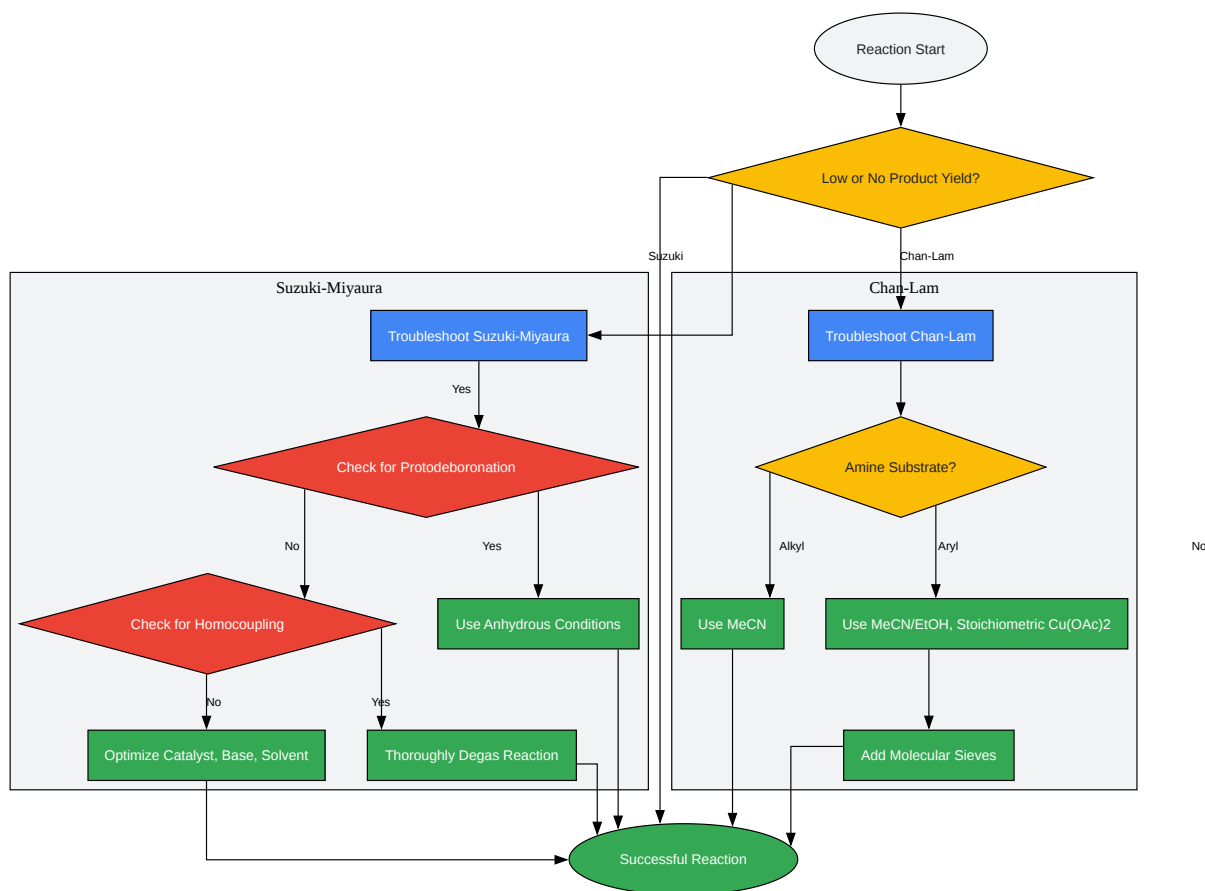 Reaction Start
Low or No Product Yield?
Suzuki
Chan-Lam
Suzuki-Miyaura
Chan-Lam
Troubleshoot Suzuki-Miyaura
Troubleshoot Chan-Lam
Yes
Check for Protodeboronation
Amine Substrate?
No
Yes
Alkyl
Aryl
No
Check for Homocoupling
Use Anhydrous Conditions
Use MeCN
Use MeCN/EtOH, Stoichiometric Cu(OAc)2
No
Yes
Optimize Catalyst, Base, Solvent
Thoroughly Degas Reaction
Add Molecular Sieves
Successful Reaction